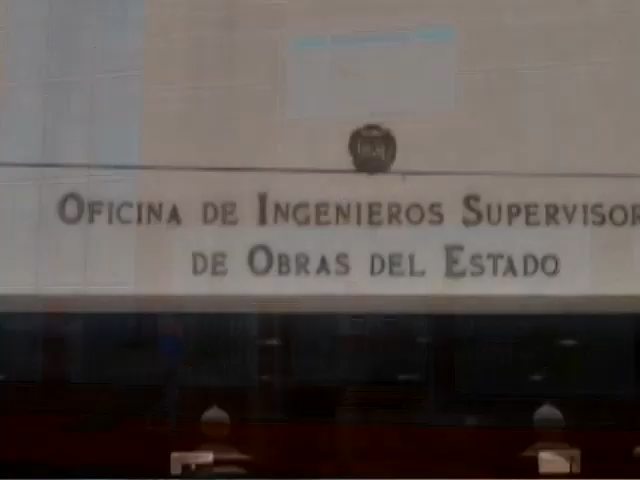 OFICINA DE INGENIEROS SUPERVISOR
DE OBRAS DEL ESTADO